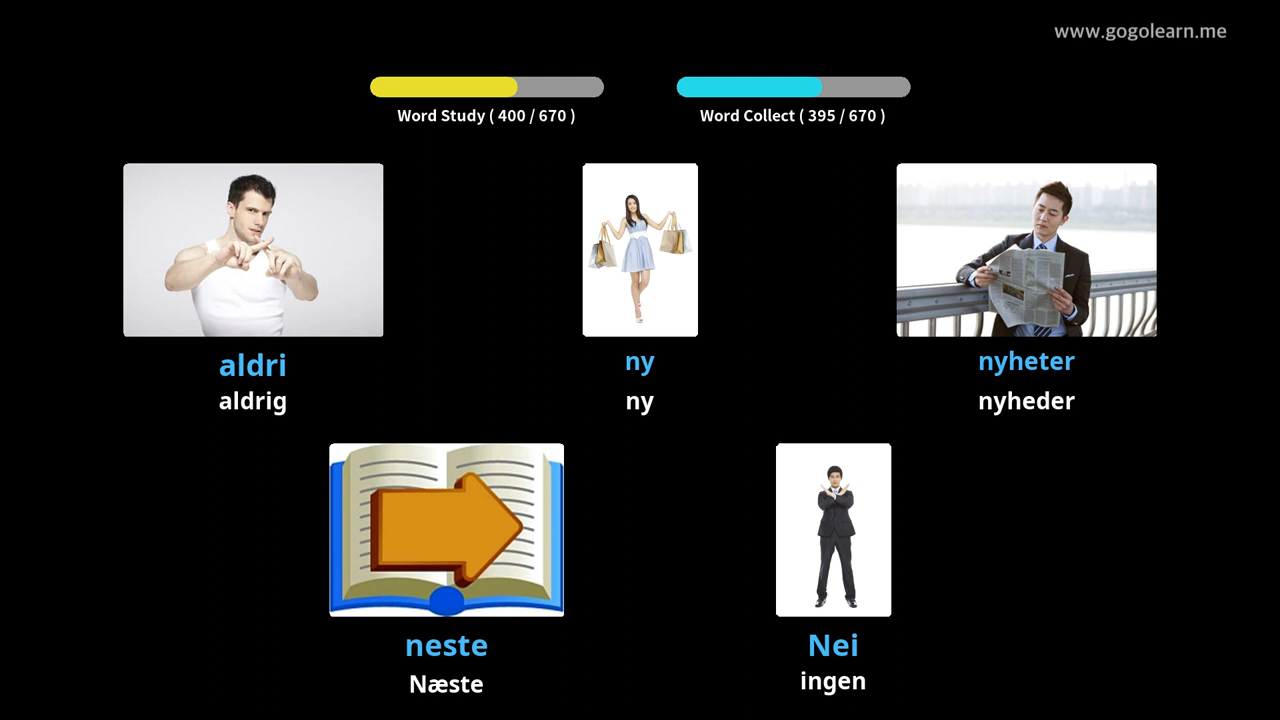 www.gogolearn.me
Word Study ( 400 / 670 )
Word Collect ( 395 / 670 )
aldri
aldrig
ny
ny
nyheter
nyheder
neste
Næste
Nei
ingen